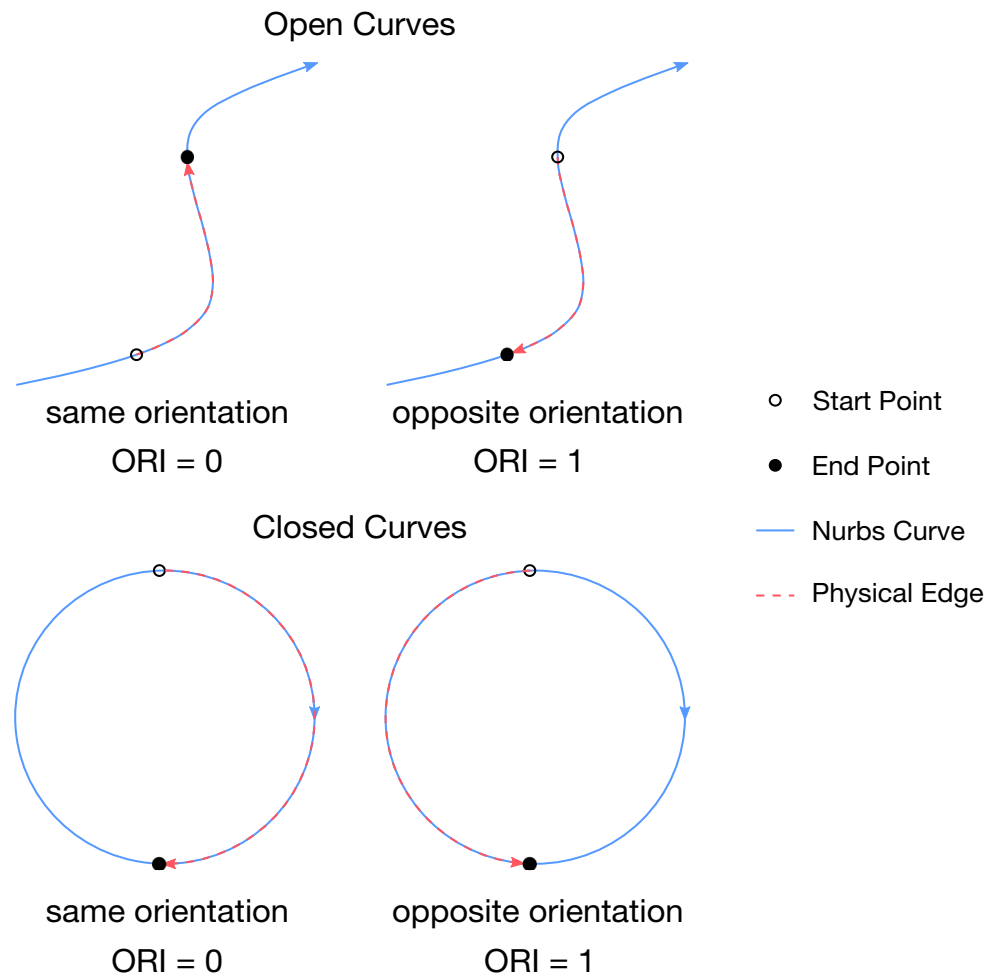 Open Curves
same orientation
ORI = 0
opposite orientation
ORI = 1
Start Point
End Point
Nurbs Curve
Physical Edge
Closed Curves
same orientation
ORI = 0
opposite orientation
ORI = 1